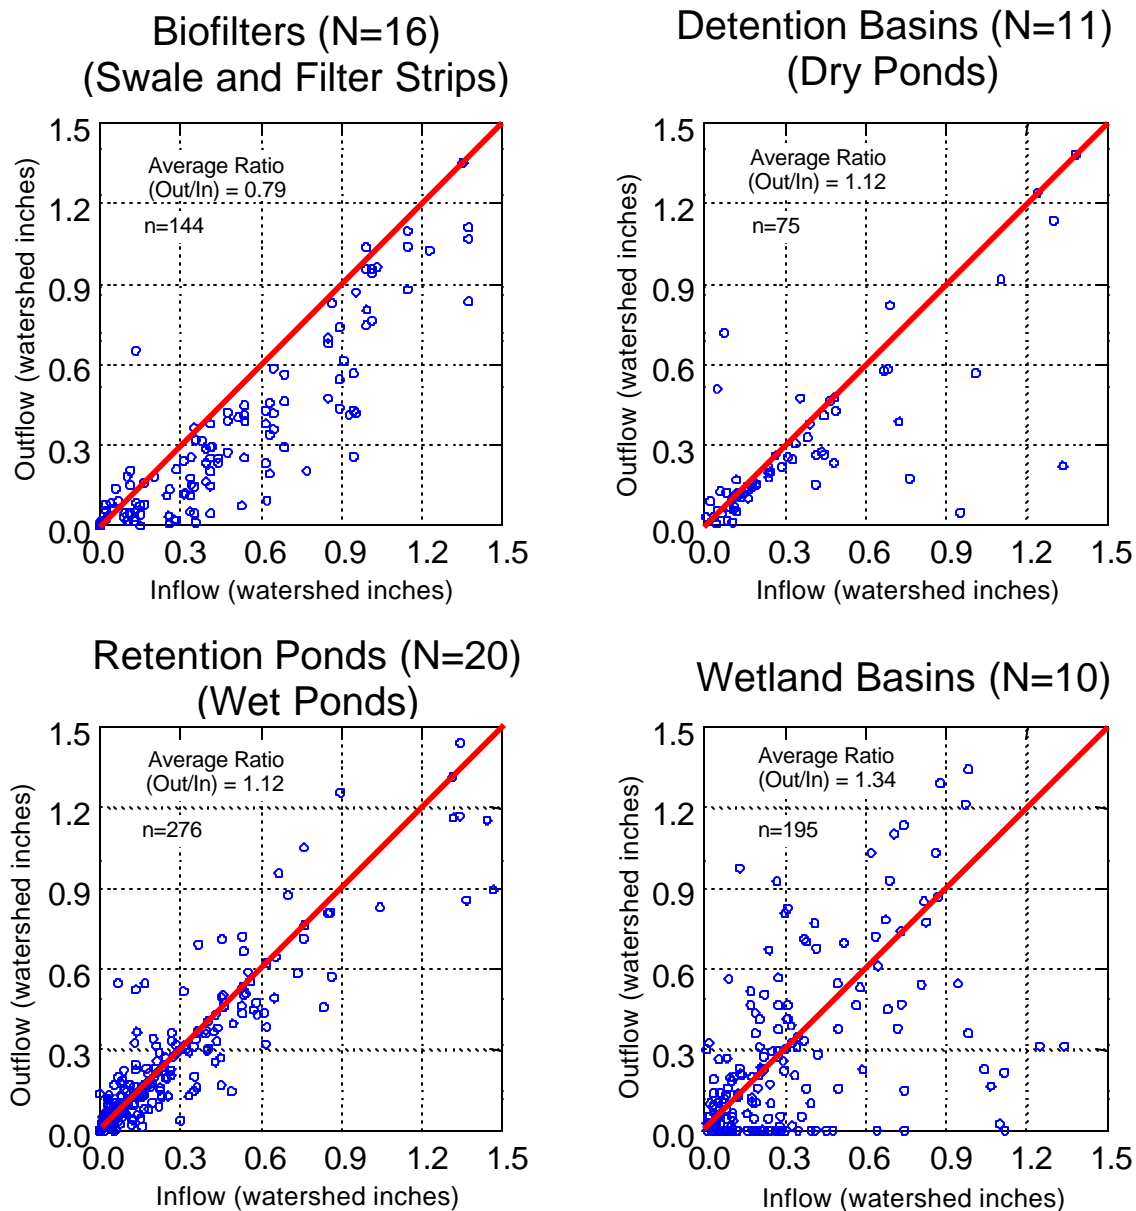 Biofilters (N=16)
(Swale and Filter Strips)
Outflow (watershed inches)
1.5
1.2
0.9
0.6
0.3
0.0
Average Ratio
(Out/In) = 0.79
n=144
0.0 0.3 0.6 0.9 1.2 1.5
Inflow (watershed inches)
Detention Basins (N=11)
(Dry Ponds)
Outflow (watershed inches)
1.5
1.2
0.9
0.6
0.3
0.0
Average Ratio
(Out/In) = 1.12
n=75
0.0 0.3 0.6 0.9 1.2 1.5
Inflow (watershed inches)
Retention Ponds (N=20)
(Wet Ponds)
Outflow (watershed inches)
1.5
1.2
0.9
0.6
0.3
0.0
Average Ratio
(Out/In) = 1.12
n=276
0.0 0.3 0.6 0.9 1.2 1.5
Inflow (watershed inches)
Wetland Basins (N=10)
Outflow (watershed inches)
1.5
1.2
0.9
0.6
0.3
0.0
Average Ratio
(Out/In) = 1.34
n=195
0.0 0.3 0.6 0.9 1.2 1.5
Inflow (watershed inches)